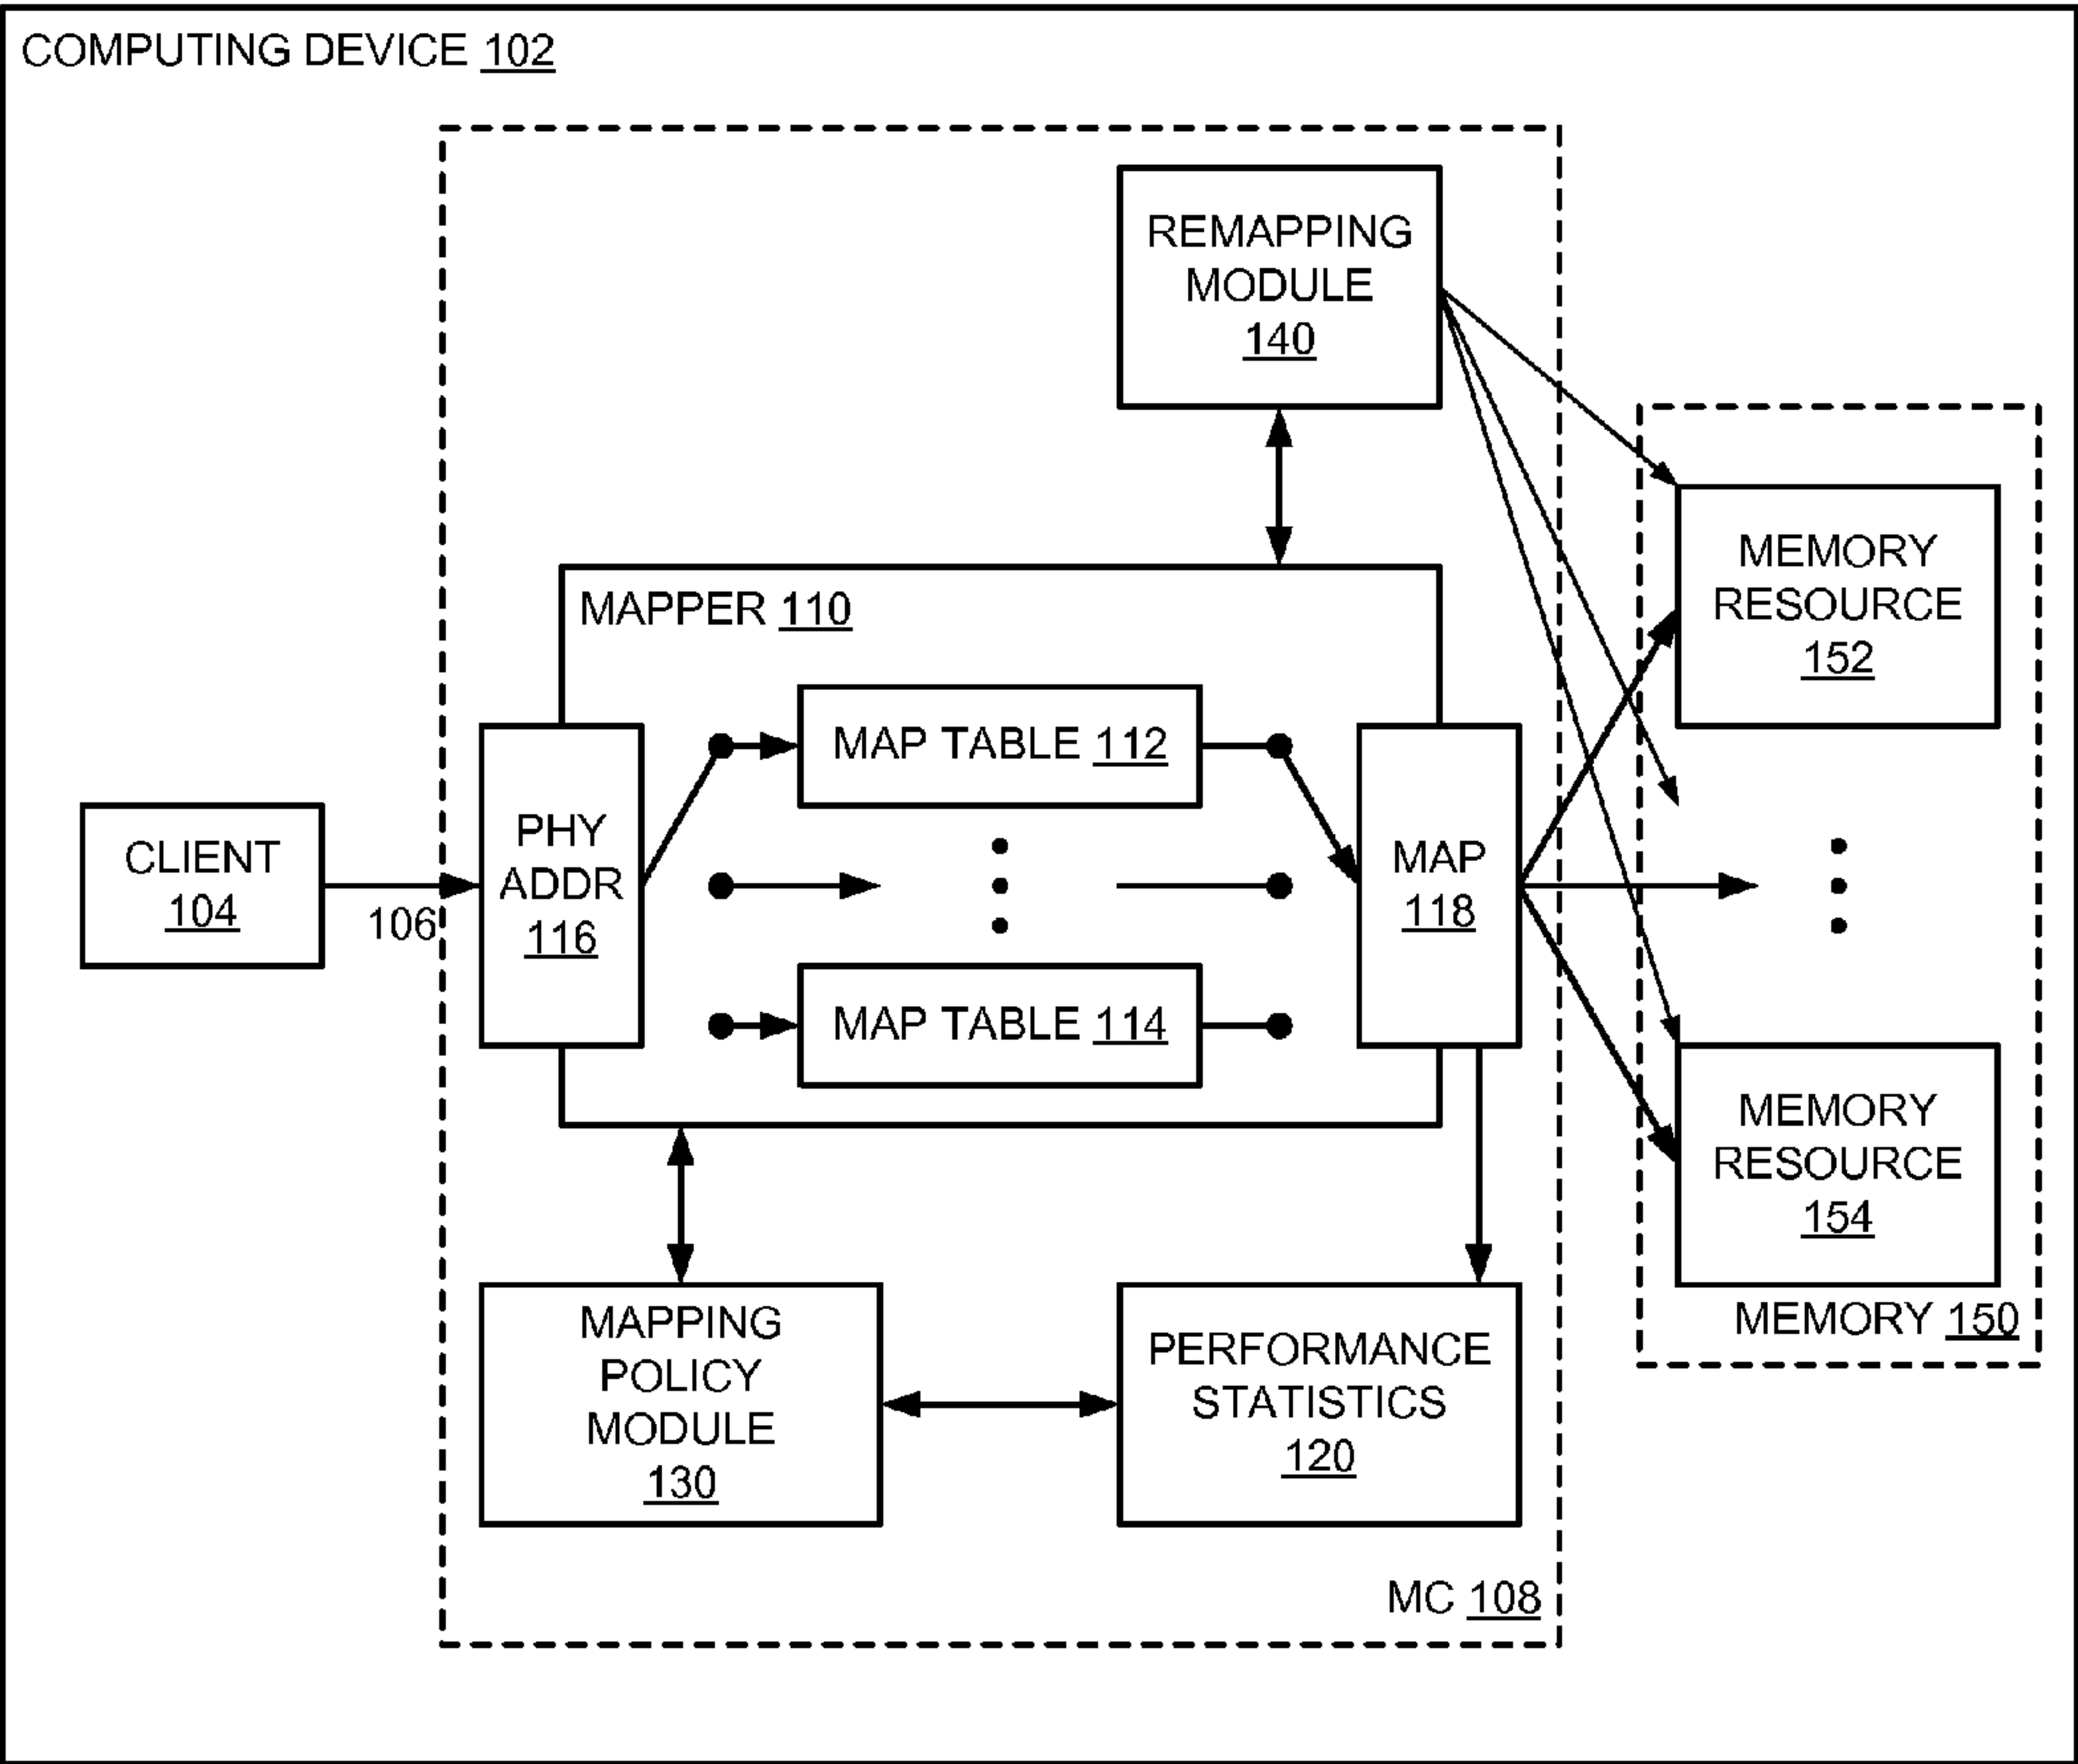 COMPUTING DEVICE 102
REMAPPING
MODULE
140
MAPPER 110
MEMORY
RESOURCE
152
MAP TABLE 112
CLIENT
104
106
PHY
ADDR
116
MAP
118
MAP TABLE 114
MEMORY
RESOURCE
154
MEMORY 150
MAPPING
POLICY
MODULE
130
PERFORMANCE
STATISTICS
120
MC 108